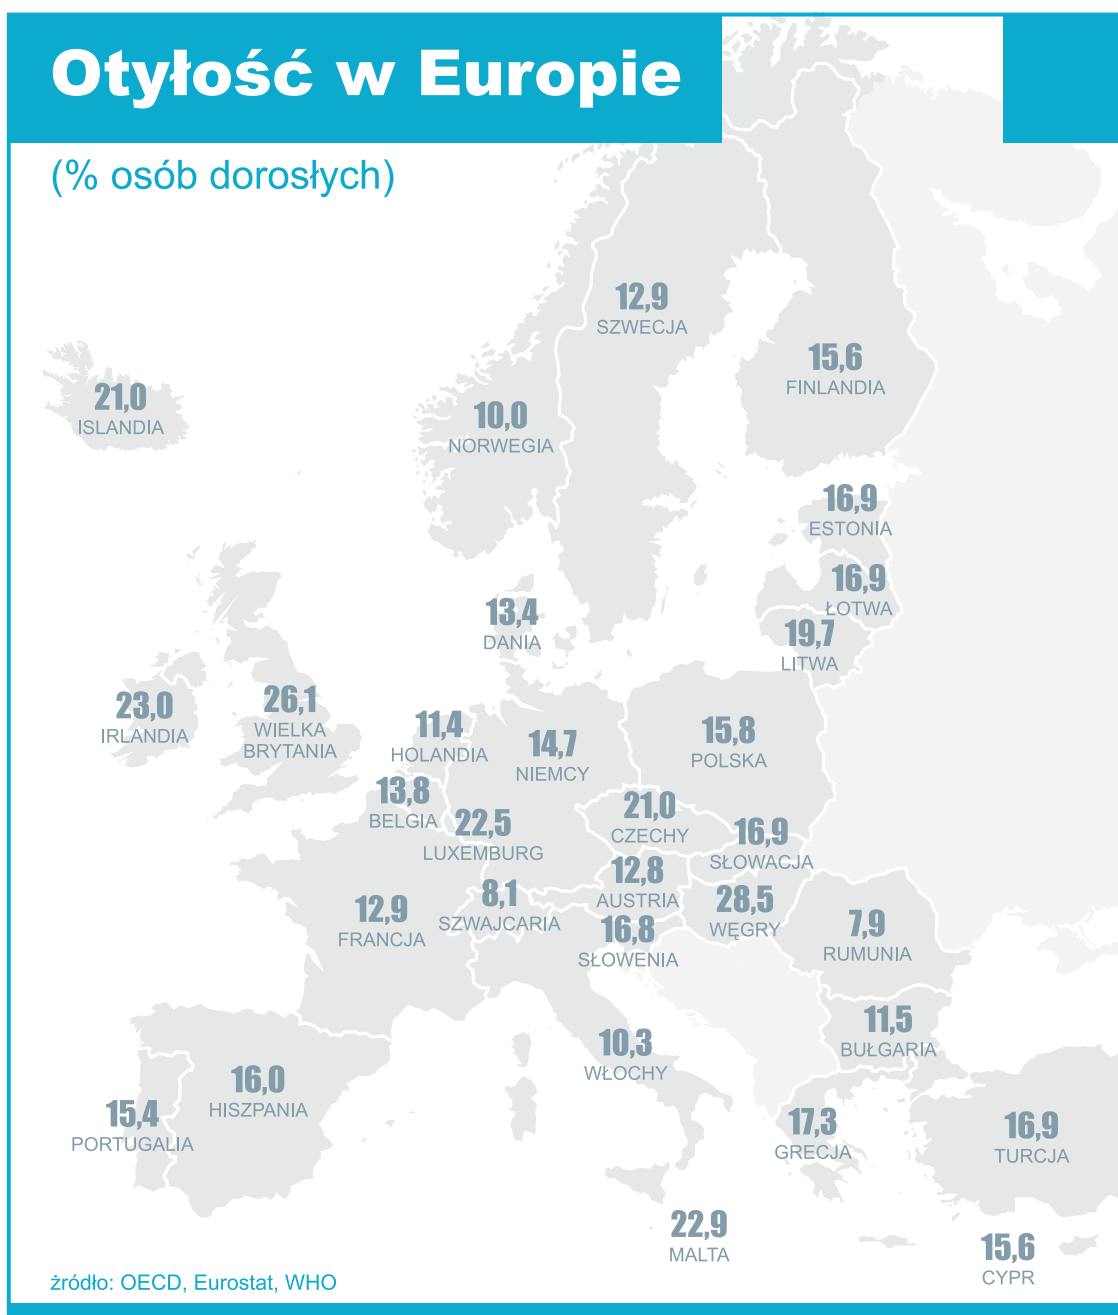 Otyłość w Europie
(% osób dorosłych)
12,9
SZWECJA
15,6
FINLANDIA
21,0
ISLANDIA
10,0
NORWEGIA
16,9
ESTONIA
16,9
ŁOTWA
13,4
DANIA
19,7
LITWA
23,0
IRLANDIA
26,1
WIELKA
BRYTANIA
11,4
HOLANDIA
14,7
NIEMCY
15,8
POLSKA
13,8
BELGIA
22,5
LUXEMBURG
21,0
CZECHY
16,9
SŁOWACJA
12,8
AUSTRIA
28,5
WĘGRY
8,1
SZWAJCARIA
12,9
FRANCJA
16,8
SŁOWENIA
7,9
RUMUNIA
11,5
BUŁGARIA
10,3
WŁOCHY
16,0
HISZPANIA
15,4
PORTUGALIA
17,3
GRECJA
16,9
TURCJA
22,9
MALTA
15,6
CYPR
żródło: OECD, Eurostat, WHO